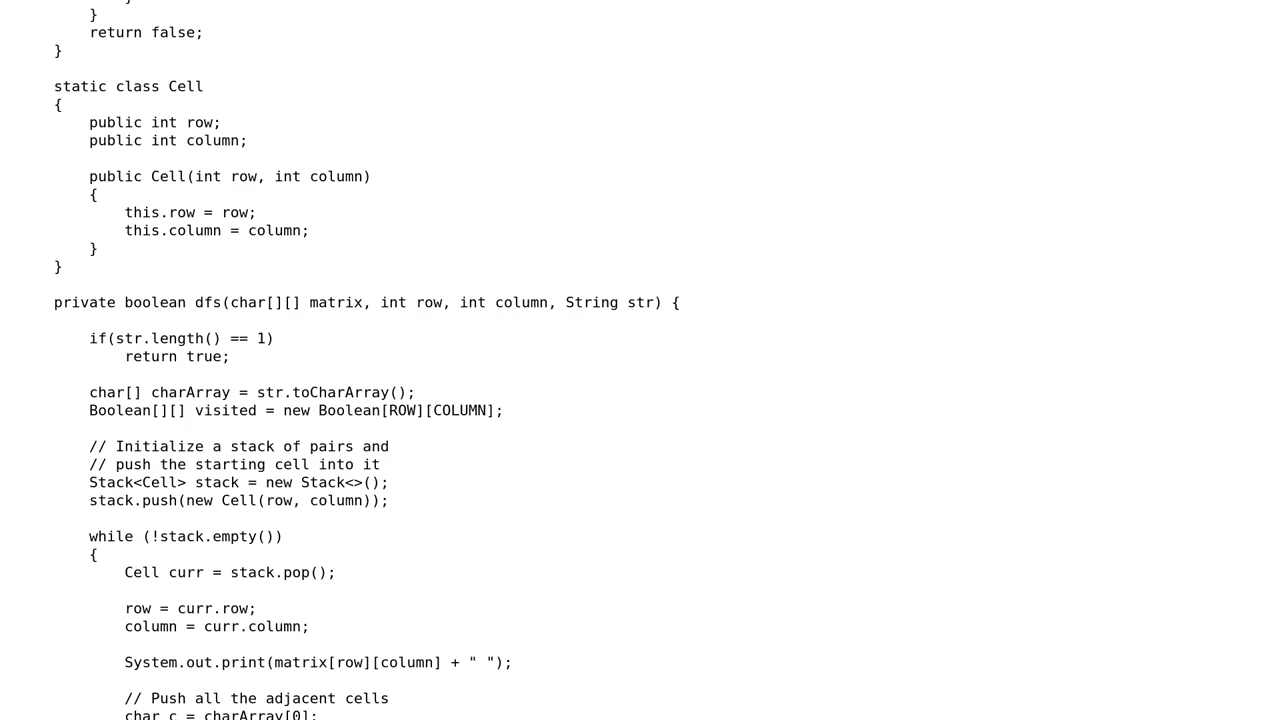 }
}
return false;
}
static class Cell
{
public int row;
public int column;
public Cell(int row, int column)
{
this.row = row;
this.column = column;
}
}
private boolean dfs(char[][] matrix, int row, int column, String str) {
if(str.length() == 1)
return true;
char[] charArray = str.toCharArray();
Boolean[][] visited = new Boolean[ROW][COLUMN];
// Initialize a stack of pairs and
// push the starting cell into it
Stack<Cell> stack = new Stack<>();
stack.push(new Cell(row, column));
while (!stack.empty())
{
Cell curr = stack.pop();
row = curr.row;
column = curr.column;
System.out.print(matrix[row][column] + " ");
// Push all the adjacent cells
char c = charArray[0];